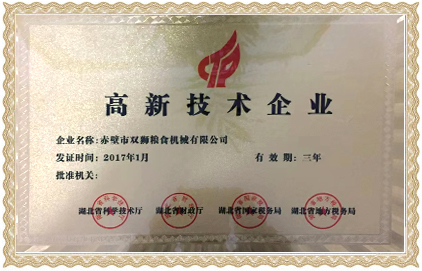 高新技术企业
企业名称:赤壁市双狮粮食机械有限公司
发证时间:2017年1月 有效期:三年
批准机关:
湖北省科学技术厅 湖北省财政厅 湖北省国家税务局 湖北省地方税务局